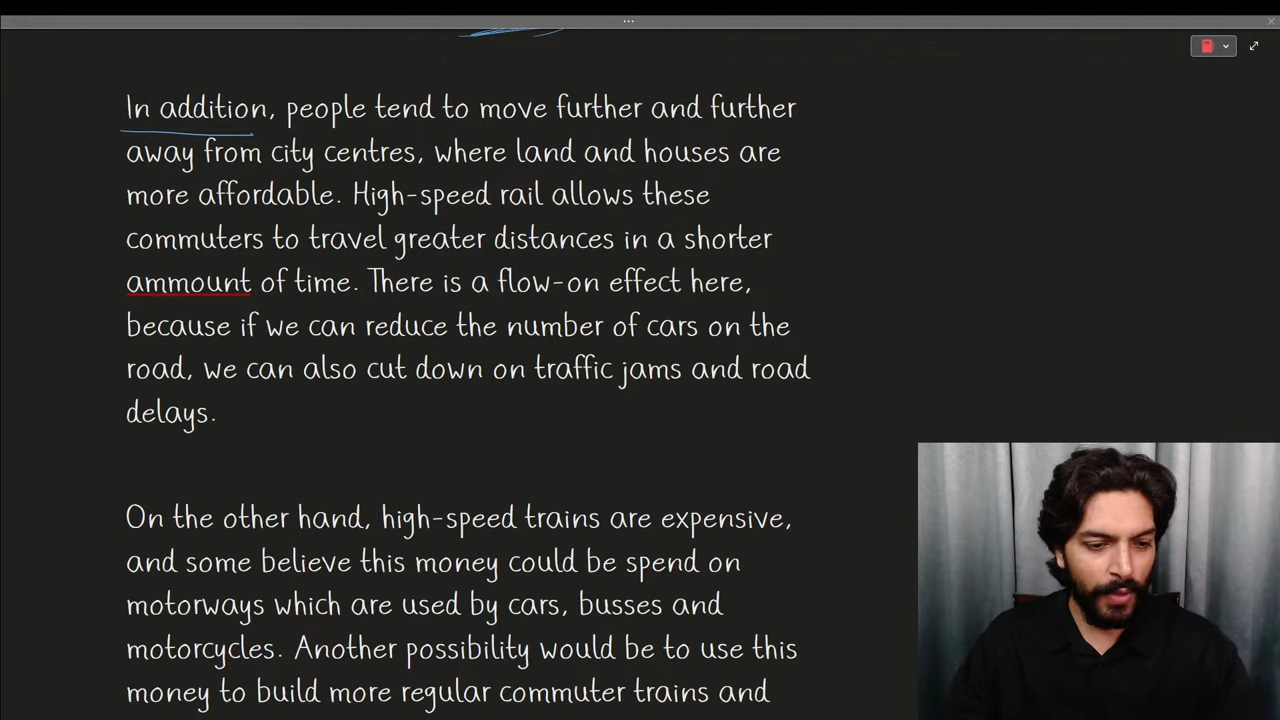 In addition, people tend to move further and further
away from city centres, where land and houses are
more affordable. High-speed rail allows these
commuters to travel greater distances in a shorter
ammount of time. There is a flow-on effect here,
because if we can reduce the number of cars on the
road, we can also cut down on traffic jams and road
delays.
On the other hand, high-speed trains are expensive,
and some believe this money could be spend on
motorways which are used by cars, busses and
motorcycles. Another possibility would be to use this
money to build more regular commuter trains and